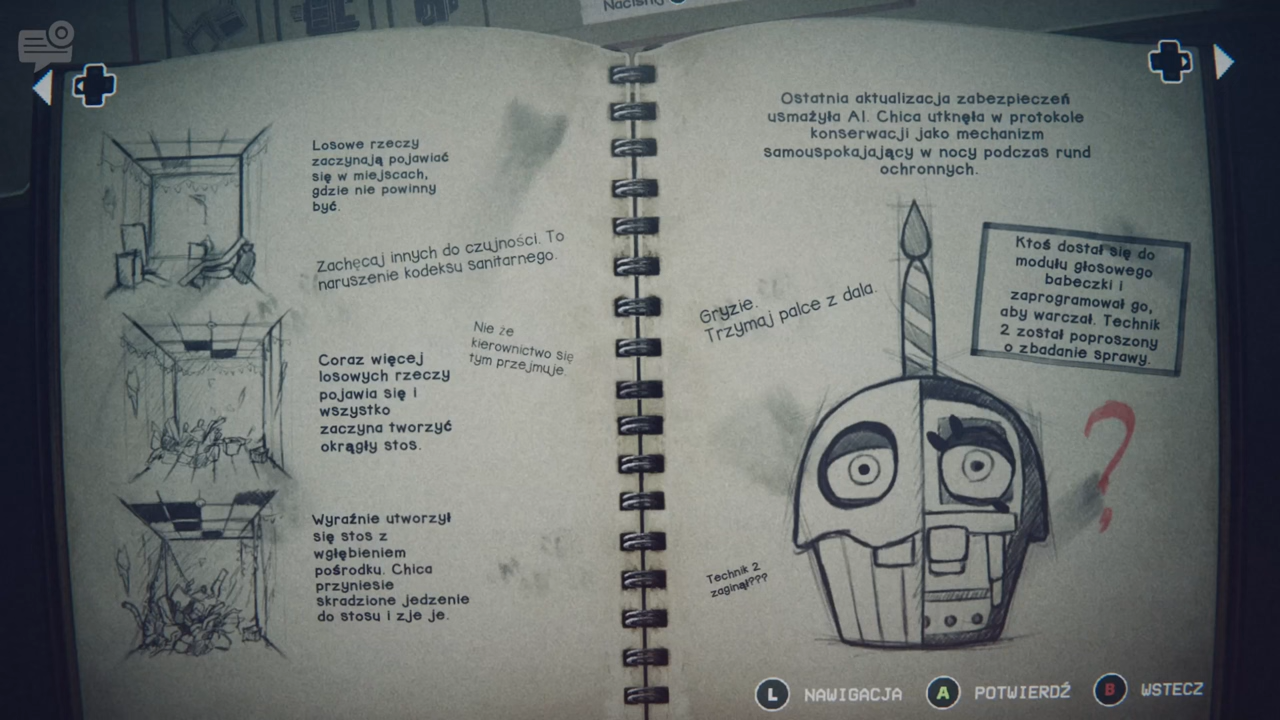 Naciśnij
Losowe rzeczy
zaczynają pojawiać
się w miejscach,
gdzie nie powinny
być.
Zachęcaj innych do czujności. To
naruszenie kodeksu sanitarnego.
Nie że
kierownictwo się
tym przejmuje
Coraz więcej
losowych rzeczy
pojawia się i
wszystko
zaczyna tworzyć
okrągły stos.
Wyraźnie utworzył
się stos z
wgłębieniem
pośrodku. Chica
przyniesie
skradzione jedzenie
do stosu i zje je.
Ostatnia aktualizacja zabezpieczeń
usmażyła AI. Chica utknęła w protokole
konserwacji jako mechanizm
samouspokajający w nocy podczas rund
ochronnych.
Gryzie.
Trzymaj palce z dala.
Ktoś dostał się do
modułu głosowego
babeczki i
zaprogramował go,
aby warczał. Technik
2 został poproszony
o zbadanie sprawy.
?
Technik 2
zaginął???
L NAWIGACJA A POTWIERDŹ B WSTECZ